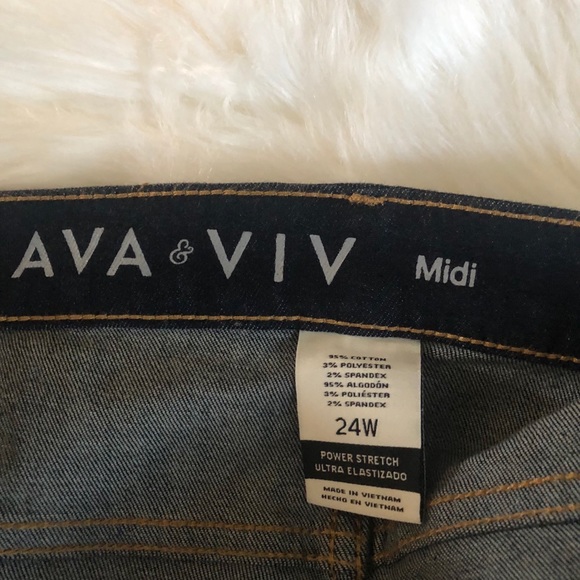 AVA & VIV Midi
95% COTTON
3% POLYESTER
2% SPANDEX
95% ALGODÓN
3% POLIÉSTER
2% SPANDEX
24W
POWER STRETCH
ULTRA ELASTIZADO
MADE IN VIETNAM
HECHO EN VIETNAM